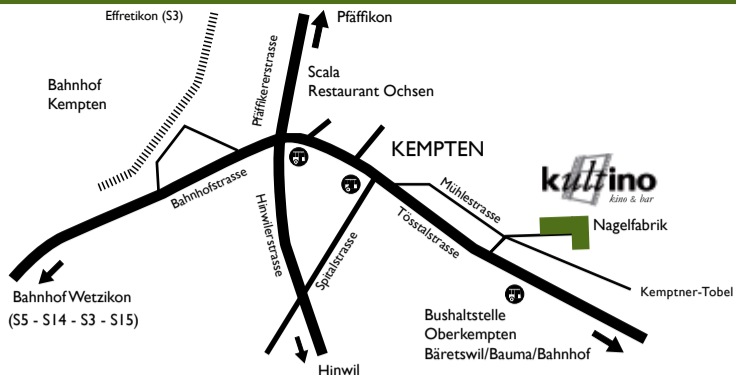 Effretikon (S3)
Pfäffikon
Bahnhof
Kempten
Pfäffikererstrasse
Scala
Restaurant Ochsen
KEMPTEN
kultino
kino & bar
Bahnhofstrasse
Mühlestrasse
Nagelfabrik
Hinwilerstrasse
Spitalstrasse
Tösstalstrasse
Kemptner-Tobel
Bahnhof Wetzikon
(S5 - S14 - S3 - S15)
Bushaltstelle
Oberkempten
Bäretswil/Bauma/Bahnhof
Hinwil